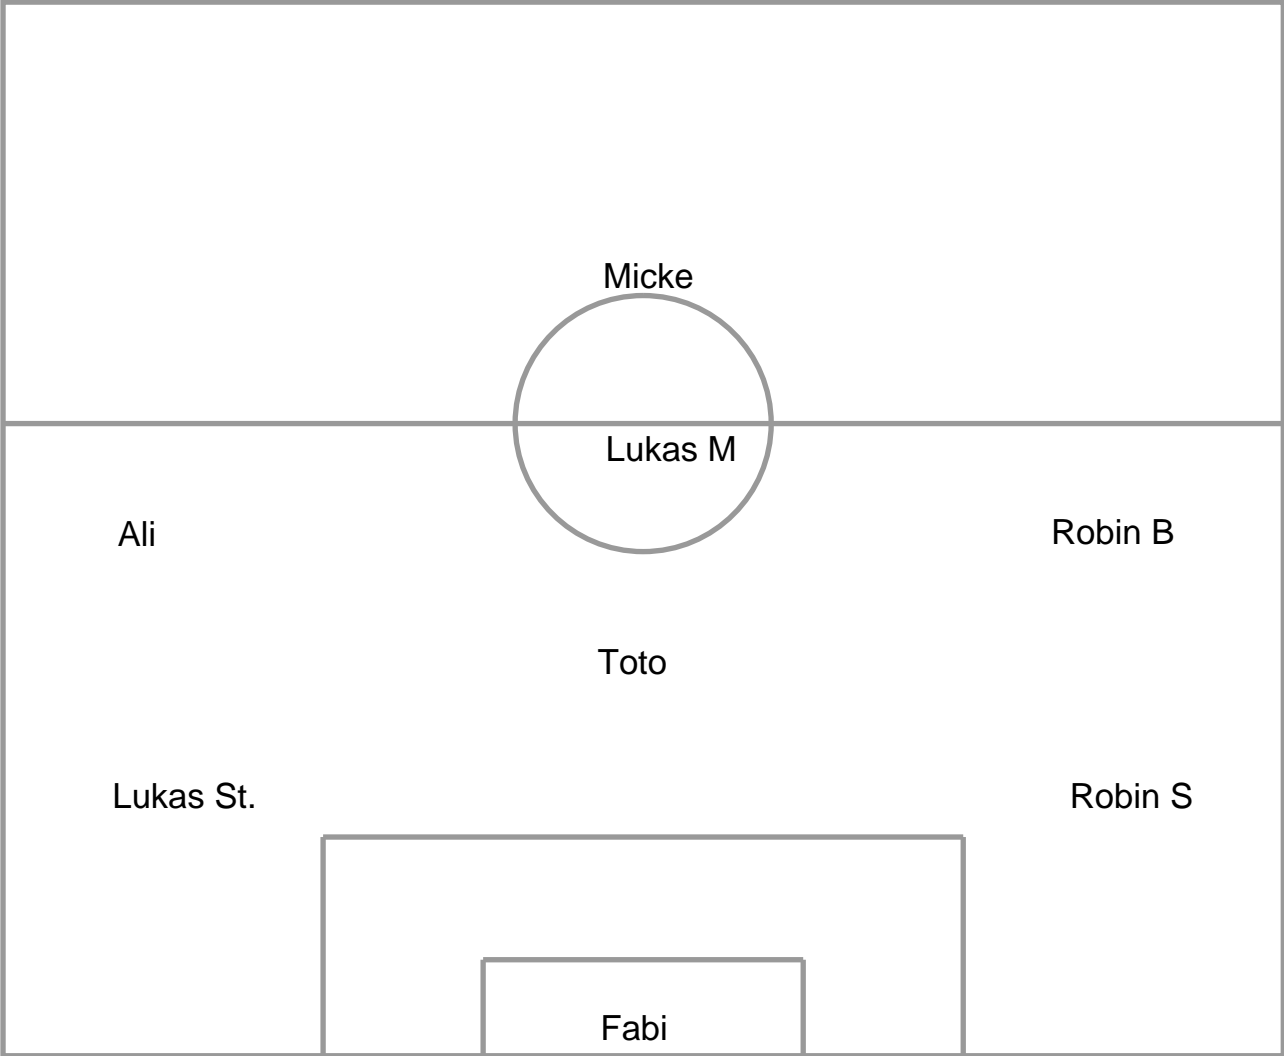 Micke
Lukas M
Ali
Robin B
Toto
Lukas St.
Robin S
Fabi